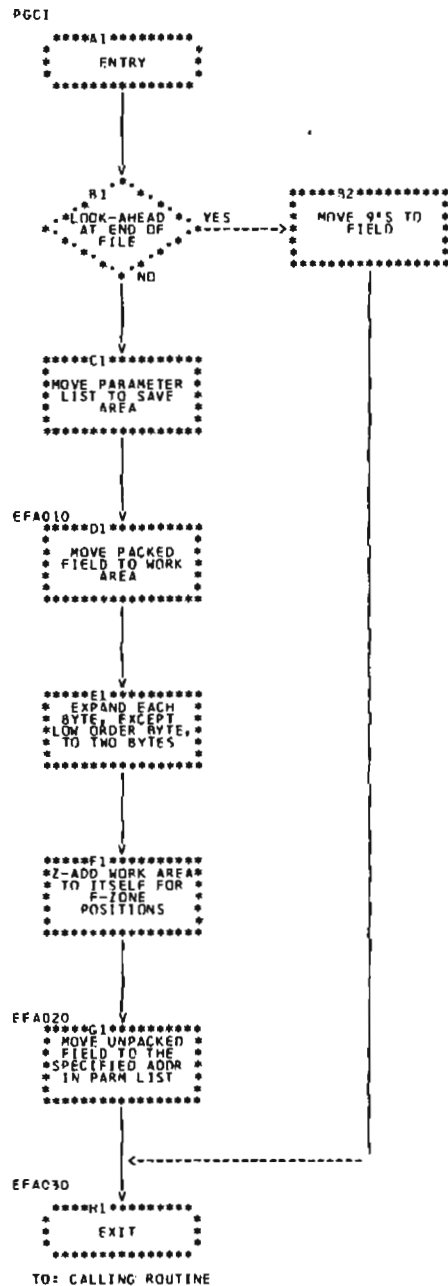 PGCI
A1
ENTRY
B1
LOOK-AHEAD
AT END OF
FILE
YES
NO
B2
MOVE 9'S TO
FIELD
C1
MOVE PARAMETER
LIST TO SAVE
AREA
EFA010
D1
MOVE PACKED
FIELD TO WORK
AREA
E1
EXPAND EACH
BYTE, EXCEPT
LOW ORDER BYTE,
TO TWO BYTES
F1
Z-ADD WORK AREA
TO ITSELF FOR
F-ZONE
POSITIONS
EFA020
G1
MOVE UNPACKED
FIELD TO THE
SPECIFIED ADDR
IN PARM LIST
EFA030
H1
EXIT
TO: CALLING ROUTINE